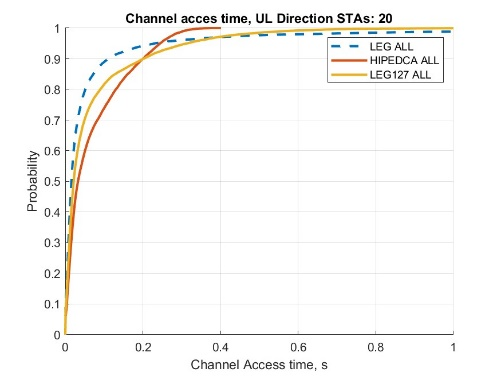 Channel acces time, UL Direction STAs: 20
LEG ALL
HIPEDCA ALL
LEG127 ALL
Probability
1
0.9
0.8
0.7
0.6
0.5
0.4
0.3
0.2
0.1
0
0
0.2
0.4
0.6
0.8
1
Channel Access time, s